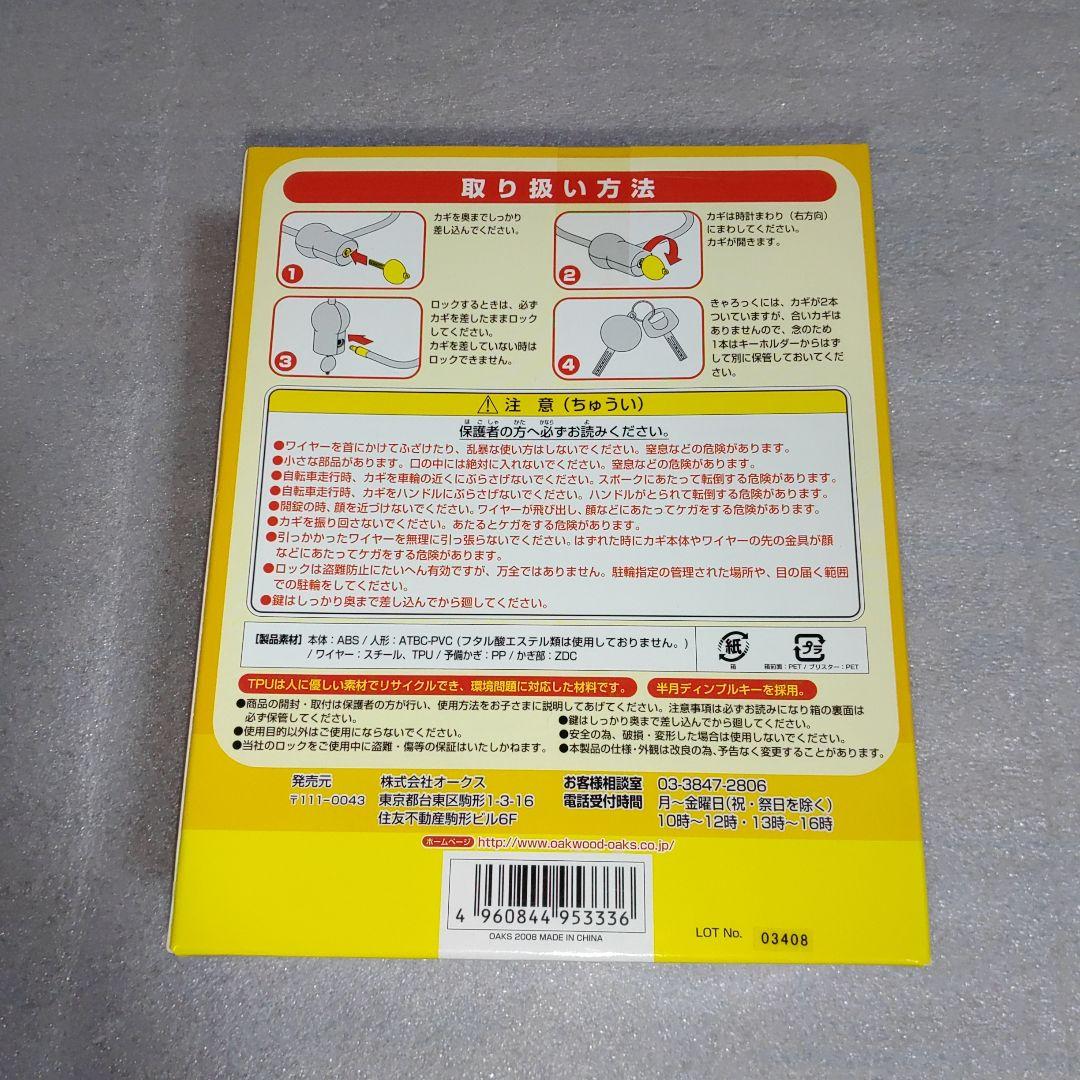 取り扱い方法
カギを奥までしっかり
差し込んでください。
1
カギは時計まわり（右方向）
にまわしてください。
カギが開きます。
2
ロックするときは、必ず
カギを差したままロック
してください。
カギを差していない時は
ロックできません。
3
きゃろっくには、カギが2本
ついていますが、合いカギは
ありませんので、念のため
1本はキーホルダーからはず
して別に保管しておいてくだ
さい。
4
注 意（ちゅうい）
ほごしゃ かた かなら よ
保護者の方へ必ずお読みください。
●ワイヤーを首にかけてふざけたり、乱暴な使い方はしないでください。窒息などの危険があります。
●小さな部品があります。口の中には絶対に入れないでください。窒息などの危険があります。
●自転車走行時、カギを車輪の近くにぶらさげないでください。スポークにあたって転倒する危険があります。
●自転車走行時、カギをハンドルにぶらさげないでください。ハンドルがとられて転倒する危険があります。
●開錠の時、顔を近づけないでください。ワイヤーが飛び出し、顔などにあたってケガをする危険があります。
●カギを振り回さないでください。あたるとケガをする危険があります。
●引っかかったワイヤーを無理に引っ張らないでください。はずれた時にカギ本体やワイヤーの先の金具が顔
などにあたってケガをする危険があります。
●ロックは盗難防止にたいへん有効ですが、万全ではありません。駐輪指定の管理された場所や、目の届く範囲
での駐輪をしてください。
●鍵はしっかり奥まで差し込んでから廻してください。
【製品素材】本体：ABS / 人形：ATBC-PVC (フタル酸エステル類は使用しておりません。)
/ ワイヤー：スチール、TPU / 予備かぎ：PP / かぎ部：ZDC
紙
箱
プラ
箱前面：PET / ブリスター：PET
TPUは人に優しい素材でリサイクルでき、環境問題に対応した材料です。
半月ディンプルキーを採用。
●商品の開封・取付は保護者の方が行い、使用方法をお子さまに説明してあげてください。注意事項は必ずお読みになり箱の裏面は
必ず保管してください。
●鍵はしっかり奥まで差し込んでから廻してください。
●使用目的以外はご使用にならないでください。
●安全の為、破損・変形した場合は使用しないでください。
●当社のロックをご使用中に盗難・傷等の保証はいたしかねます。
●本製品の仕様・外観は改良の為、予告なく変更することがあります。
発売元
株式会社オークス
〒111-0043
東京都台東区駒形1-3-16
住友不動産駒形ビル6F
お客様相談室 03-3847-2806
電話受付時間 月～金曜日(祝・祭日を除く)
10時～12時・13時～16時
ホームページ http://www.oakwood-oaks.co.jp/
4 960844 953336
OAKS 2008 MADE IN CHINA
LOT No. 03408